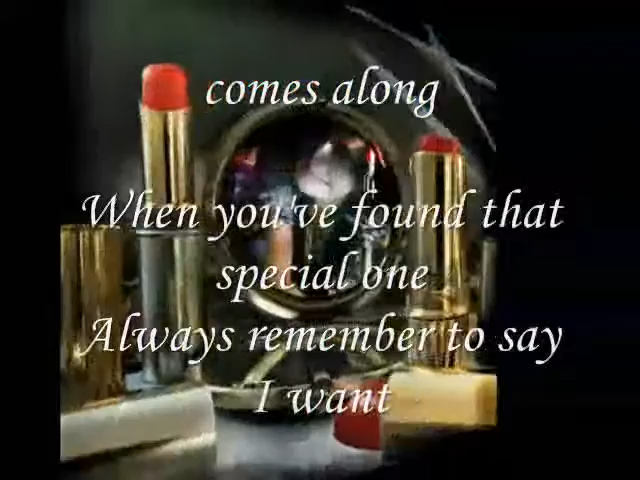 comes along
When you've found that
special one
Always remember to say
I want